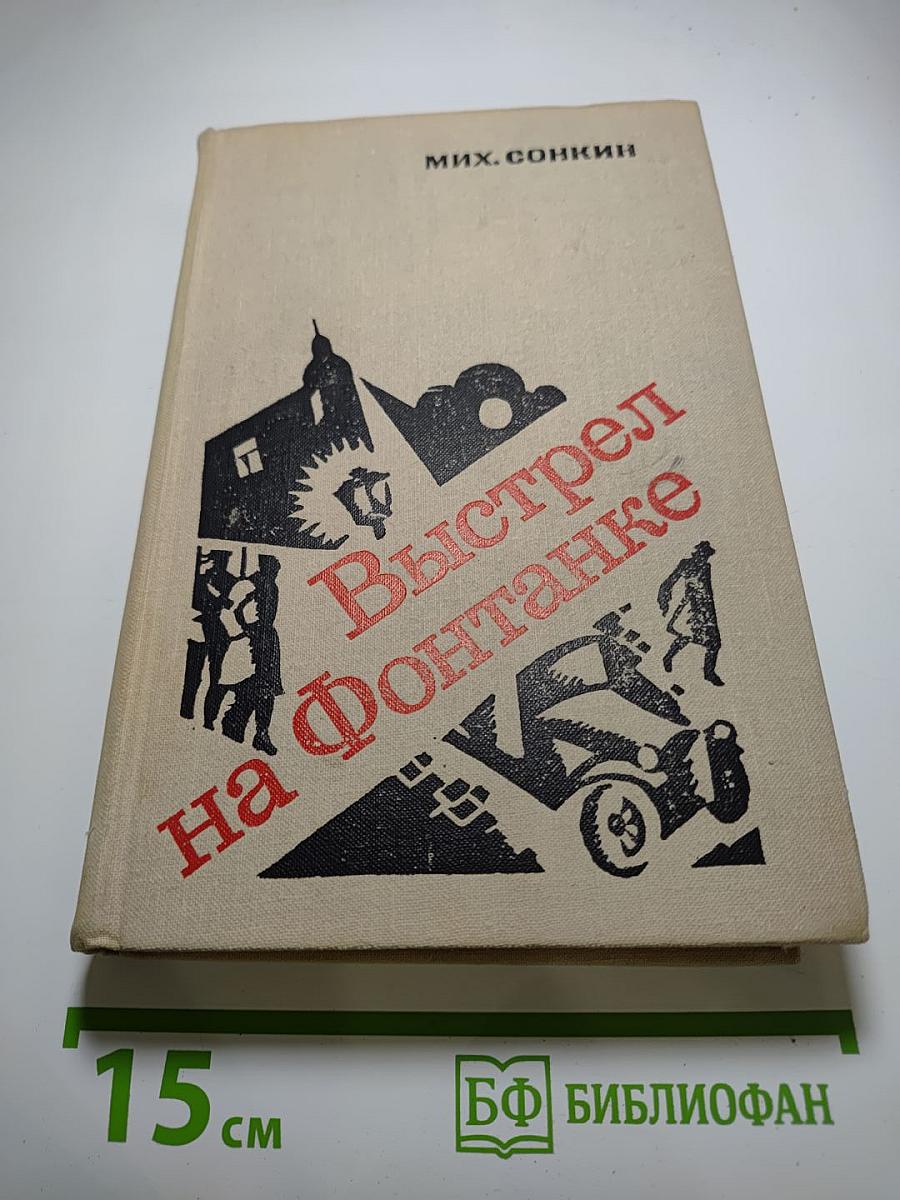 МИХ. СОНКИН
Выстрел
на Фонтанке
15 см
БФ БИБЛИОФАН